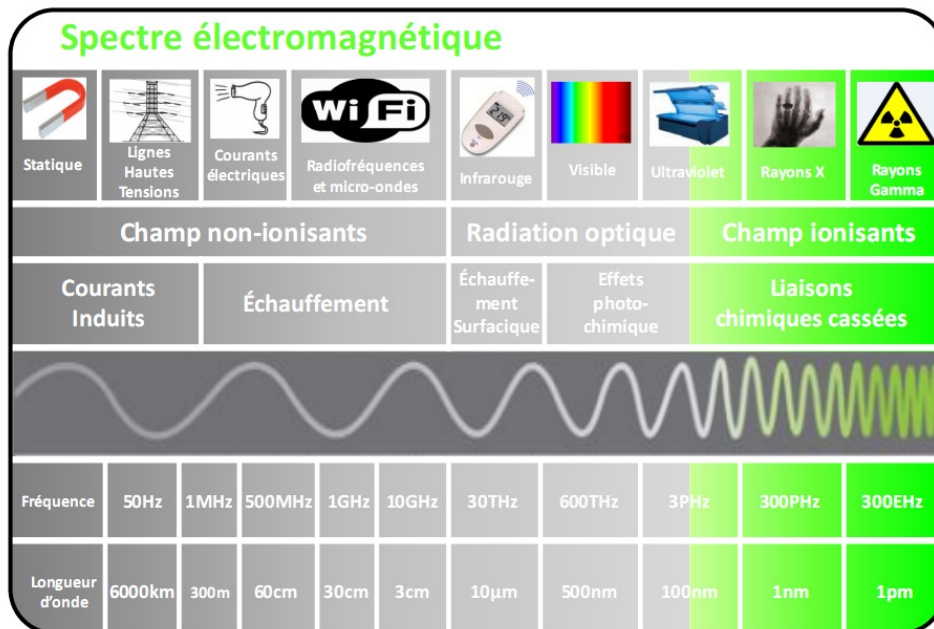 Spectre électromagnétique
WiFi
21.9°
Statique
Lignes
Hautes
Tensions
Courants
électriques
Radiofréquences
et micro-ondes
Infrarouge
Visible
Ultraviolet
Rayons X
Rayons
Gamma
Champ non-ionisants
Radiation optique
Champ ionisants
Courants
Induits
Échauffement
Échauffe-
ment
Surfacique
Effets
photo-
chimique
Liaisons
chimiques cassées
Fréquence 50Hz 1MHz 500MHz 1GHz 10GHz 30THz 600THz 3PHz 300PHz 300EHz
Longueur
d'onde
6000km 300m 60cm 30cm 3cm 10µm 500nm 100nm 1nm 1pm